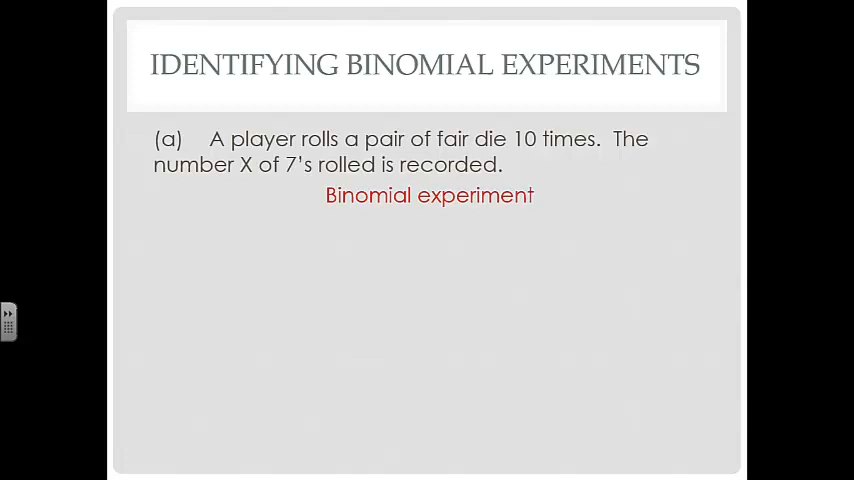 IDENTIFYING BINOMIAL EXPERIMENTS
(a) A player rolls a pair of fair die 10 times. The
number X of 7’s rolled is recorded.
Binomial experiment